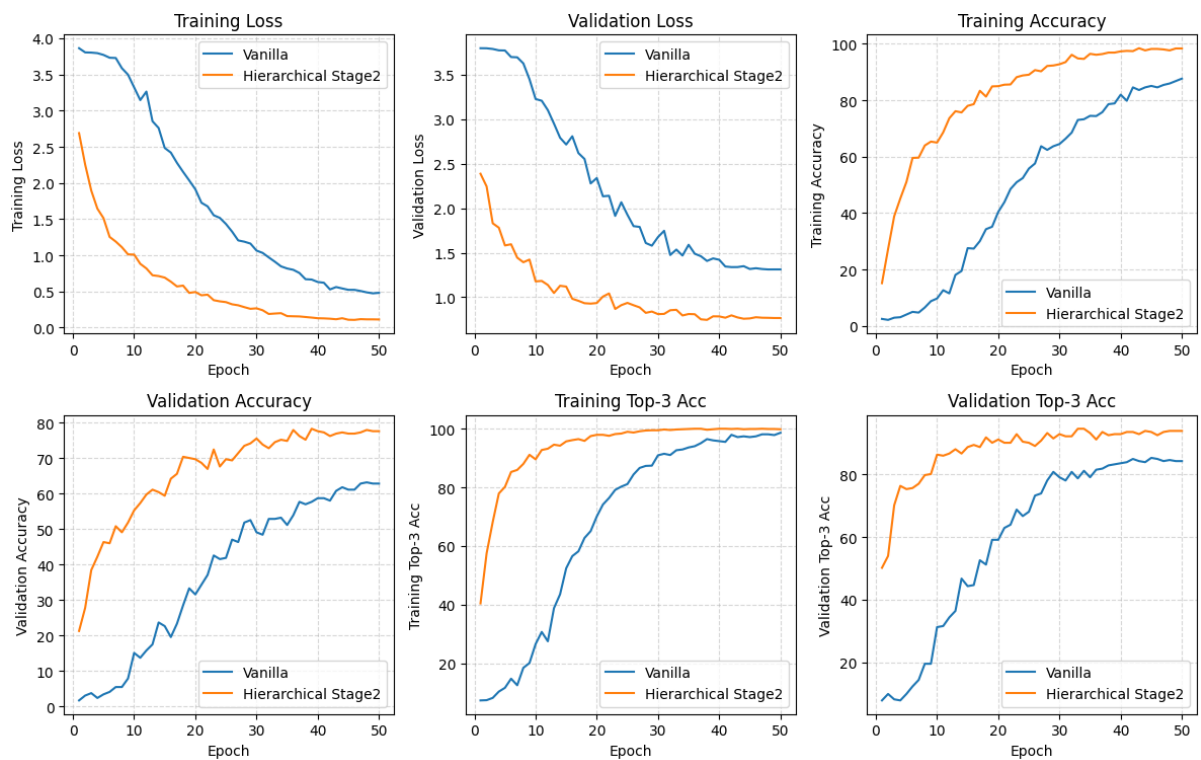 Training Loss
Training Loss
4.0
3.5
3.0
2.5
2.0
1.5
1.0
0.5
0.0
Vanilla
Hierarchical Stage2
0 10 20 30 40 50
Epoch
Validation Loss
Validation Loss
3.5
3.0
2.5
2.0
1.5
1.0
Vanilla
Hierarchical Stage2
0 10 20 30 40 50
Epoch
Training Accuracy
Training Accuracy
100
80
60
40
20
0
Vanilla
Hierarchical Stage2
0 10 20 30 40 50
Epoch
Validation Accuracy
Validation Accuracy
80
70
60
50
40
30
20
10
0
Vanilla
Hierarchical Stage2
0 10 20 30 40 50
Epoch
Training Top-3 Acc
Training Top-3 Acc
100
80
60
40
20
Vanilla
Hierarchical Stage2
0 10 20 30 40 50
Epoch
Validation Top-3 Acc
Validation Top-3 Acc
80
60
40
20
Vanilla
Hierarchical Stage2
0 10 20 30 40 50
Epoch